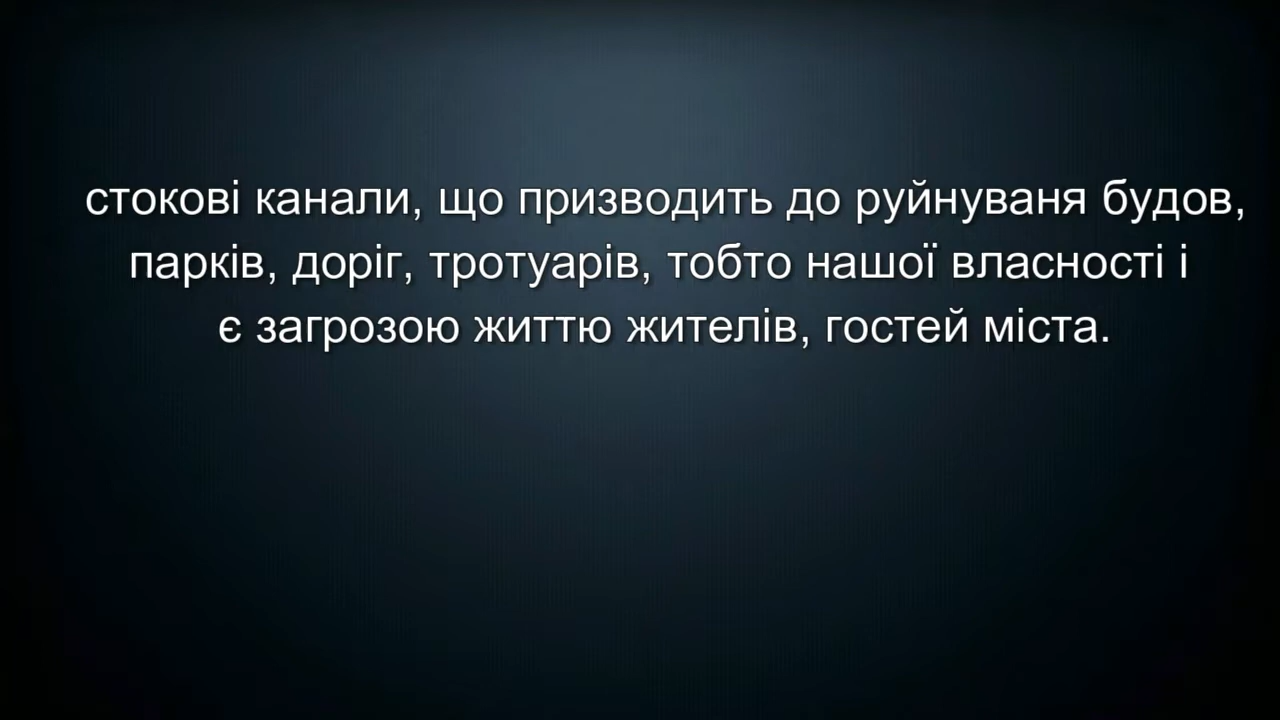 стокові канали, що призводить до руйнуваня будов,
парків, доріг, тротуарів, тобто нашої власності і
є загрозою життю жителів, гостей міста.